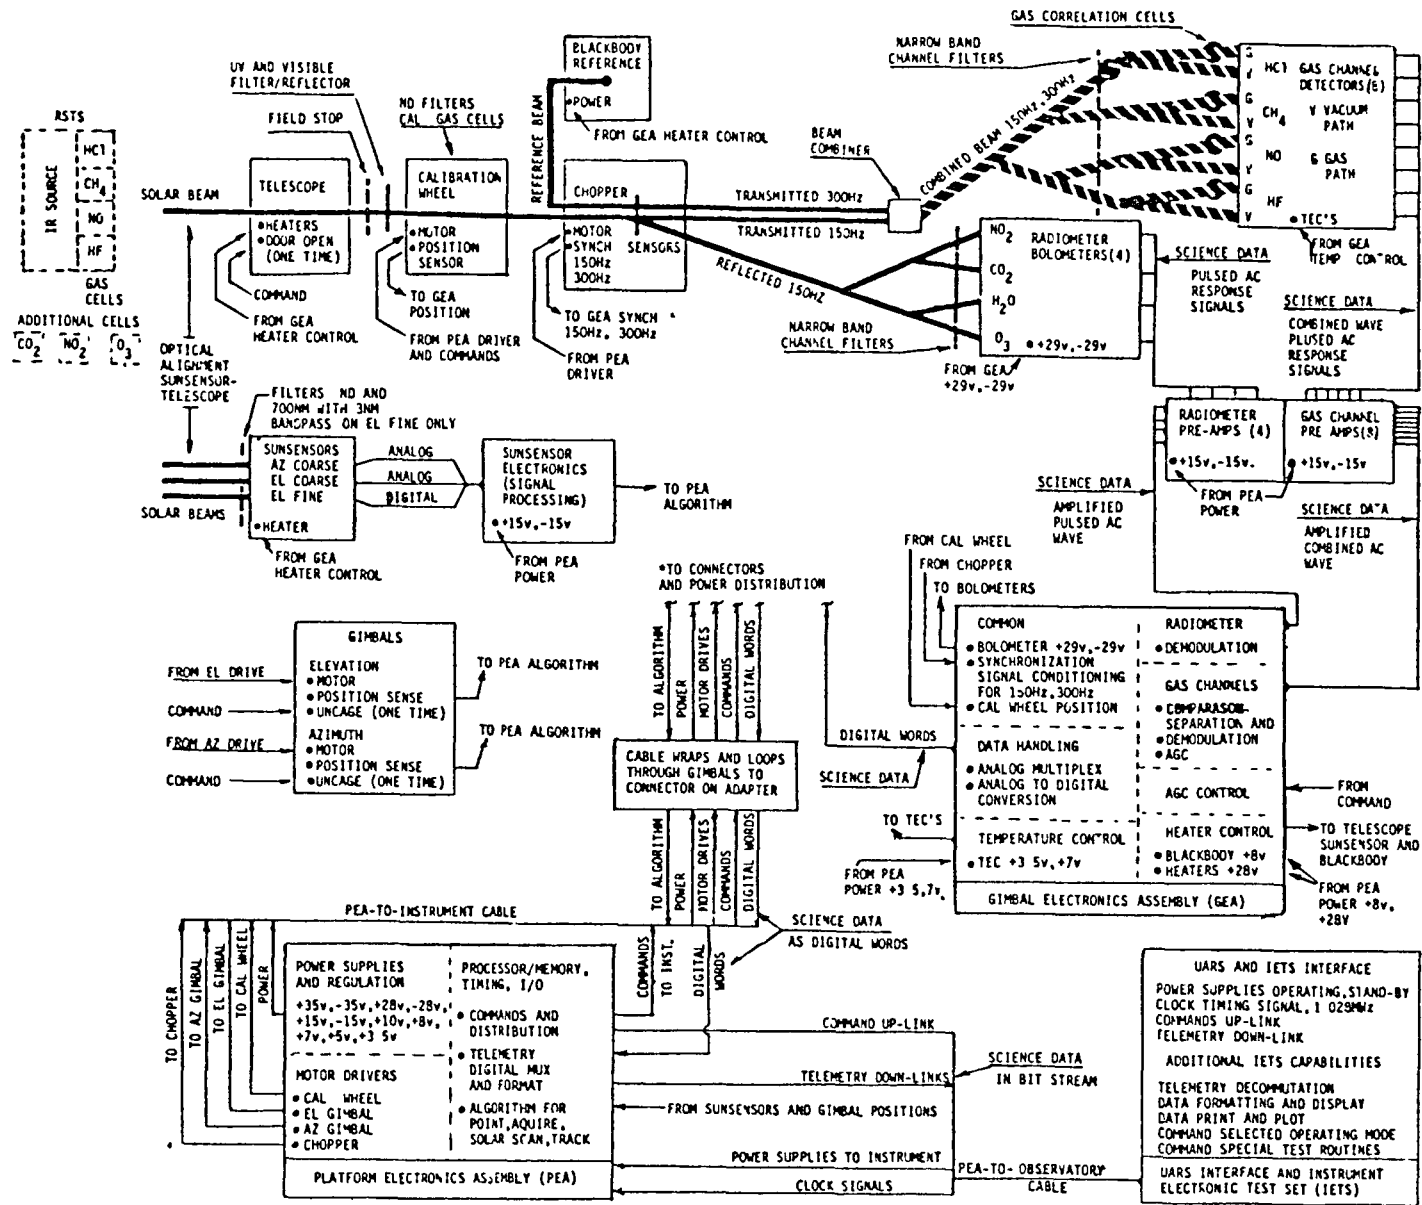 GAS CORRELATION CELLS
NARROW BAND
CHANNEL FILTERS
BLACKBODY
REFERENCE
POWER
FROM GEA HEATER CONTROL
REFERENCE BEAM
UV AND VISIBLE
FILTER/REFLECTOR
ND FILTERS
CAL GAS CELLS
FIELD STOP
BEAM
COMBINER
COMBINED BEAM 150HZ, 300HZ
G
V
HCl
GAS CHANNEL
DETECTORS(8)
G
V
CH4
V VACUUM
PATH
G
V
NO
G GAS
PATH
G
V
HF
TEC'S
FROM GEA
TEMP CONTROL
RSTS
IR SOURCE
HCl
CH4
NO
HF
GAS
CELLS
ADDITIONAL CELLS
CO2
NO2
O3
SOLAR BEAM
TELESCOPE
HEATERS
DOOR OPEN
(ONE TIME)
COMMAND
FROM GEA
HEATER CONTROL
CALIBRATION
WHEEL
MOTOR
POSITION
SENSOR
TO GEA
POSITION
FROM PEA DRIVER
AND COMMANDS
CHOPPER
MOTOR
SYNCH
150HZ
300HZ
SENSORS
TO GEA SYNCH
150HZ, 300HZ
FROM PEA
DRIVER
TRANSMITTED 300HZ
TRANSMITTED 150HZ
REFLECTED 150HZ
NARROW BAND
CHANNEL FILTERS
NO2
CO2
H2O
O3
RADIOMETER
BOLOMETERS(4)
+29V,-29V
FROM GEA
+29V,-29V
SCIENCE DATA
PULSED AC
RESPONSE
SIGNALS
SCIENCE DATA
COMBINED WAVE
PLUSED AC
RESPONSE
SIGNALS
OPTICAL
ALIGNMENT
SUNSENSOR-
TELESCOPE
FILTERS ND AND
700NM WITH 3NM
BANDPASS ON EL FINE ONLY
SUNSENSORS
AZ COARSE
EL COARSE
EL FINE
HEATER
SOLAR BEAMS
FROM GEA
HEATER CONTROL
ANALOG
ANALOG
DIGITAL
SUNSENSOR
ELECTRONICS
(SIGNAL
PROCESSING)
+15V,-15V
FROM PEA
POWER
TO PEA
ALGORITHM
RADIOMETER
PRE-AMPS (4)
+15V,-15V.
GAS CHANNEL
PRE AMPS(8)
+15V,-15V
FROM PEA
POWER
SCIENCE DATA
AMPLIFIED
PULSED AC
WAVE
SCIENCE DATA
AMPLIFIED
COMBINED AC
WAVE
FROM CAL WHEEL
FROM CHOPPER
TO BOLOMETERS
*TO CONNECTORS
AND POWER DISTRIBUTION
GIMBALS
ELEVATION
MOTOR
POSITION SENSE
UNCAGE (ONE TIME)
AZIMUTH
MOTOR
POSITION SENSE
UNCAGE (ONE TIME)
FROM EL DRIVE
COMMAND
FROM AZ DRIVE
COMMAND
TO PEA ALGORITHM
TO PEA ALGORITHM
TO ALGORITHM
POWER
MOTOR DRIVES
COMMANDS
DIGITAL WORDS
CABLE WRAPS AND LOOPS
THROUGH GIMBALS TO
CONNECTOR ON ADAPTER
TO ALGORITHM
POWER
MOTOR DRIVES
COMMANDS
DIGITAL WORDS
DIGITAL WORDS
SCIENCE DATA
COMMON
BOLOMETER +29V,-29V
SYNCHRONIZATION
SIGNAL CONDITIONING
FOR 150HZ,300HZ
CAL WHEEL POSITION
DATA HANDLING
ANALOG MULTIPLEX
ANALOG TO DIGITAL
CONVERSION
TEMPERATURE CONTROL
TEC +3 5V,+7V
RADIOMETER
DEMODULATION
GAS CHANNELS
COMPARASON
SEPARATION AND
DEMODULATION
AGC
AGC CONTROL
HEATER CONTROL
BLACKBODY +8V
HEATERS +28V
GIMBAL ELECTRONICS ASSEMBLY (GEA)
TO TEC'S
FROM PEA
POWER +3 5,7V,
FROM
COMMAND
TO TELESCOPE
SUNSENSOR AND
BLACKBODY
FROM PEA
POWER +8V,
+28V
PEA-TO-INSTRUMENT CABLE
SCIENCE DATA
AS DIGITAL WORDS
TO CHOPPER
TO AZ GIMBAL
TO EL GIMBAL
TO CAL WHEEL
POWER
COMMANDS
TO INST.
DIGITAL
WORDS
POWER SUPPLIES
AND REGULATION
+35V,-35V,+28V,-28V,
+15V,-15V,+10V,+8V,
+7V,+5V,+3 5V
MOTOR DRIVERS
CAL WHEEL
EL GIMBAL
AZ GIMBAL
CHOPPER
PROCESSOR/MEMORY,
TIMING, I/O
COMMANDS AND
DISTRIBUTION
TELEMETRY
DIGITAL MUX
AND FORMAT
ALGORITHM FOR
POINT,AQUIRE,
SOLAR SCAN,TRACK
PLATFORM ELECTRONICS ASSEMBLY (PEA)
COMMAND UP-LINK
TELEMETRY DOWN-LINKS
FROM SUNSENSORS AND GIMBAL POSITIONS
POWER SUPPLIES TO INSTRUMENT
CLOCK SIGNALS
SCIENCE DATA
IN BIT STREAM
PEA-TO-OBSERVATORY
CABLE
UARS AND IETS INTERFACE
POWER SUPPLIES OPERATING,STAND-BY
CLOCK TIMING SIGNAL,1 029MHz
COMMANDS UP-LINK
TELEMETRY DOWN-LINK
ADDITIONAL IETS CAPABILITIES
TELEMETRY DECOMMUTATION
DATA FORMATTING AND DISPLAY
DATA PRINT AND PLOT
COMMAND SELECTED OPERATING MODE
COMMAND SPECIAL TEST ROUTINES
UARS INTERFACE AND INSTRUMENT
ELECTRONIC TEST SET (IETS)